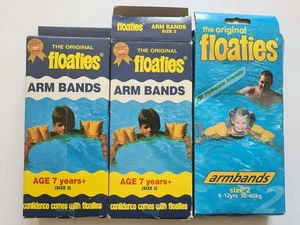 THE ORIGINAL
floaties
ARM BANDS
AGE 7 years+
(SIZE 2)
confidence comes with floaties
floaties
ARM BANDS
SIZE 2
THE ORIGINAL
floaties
ARM BANDS
AGE 7 years+
(SIZE 2)
confidence comes with floaties
the original
floaties
armbands
size 2
6-12yrs 30-60kg